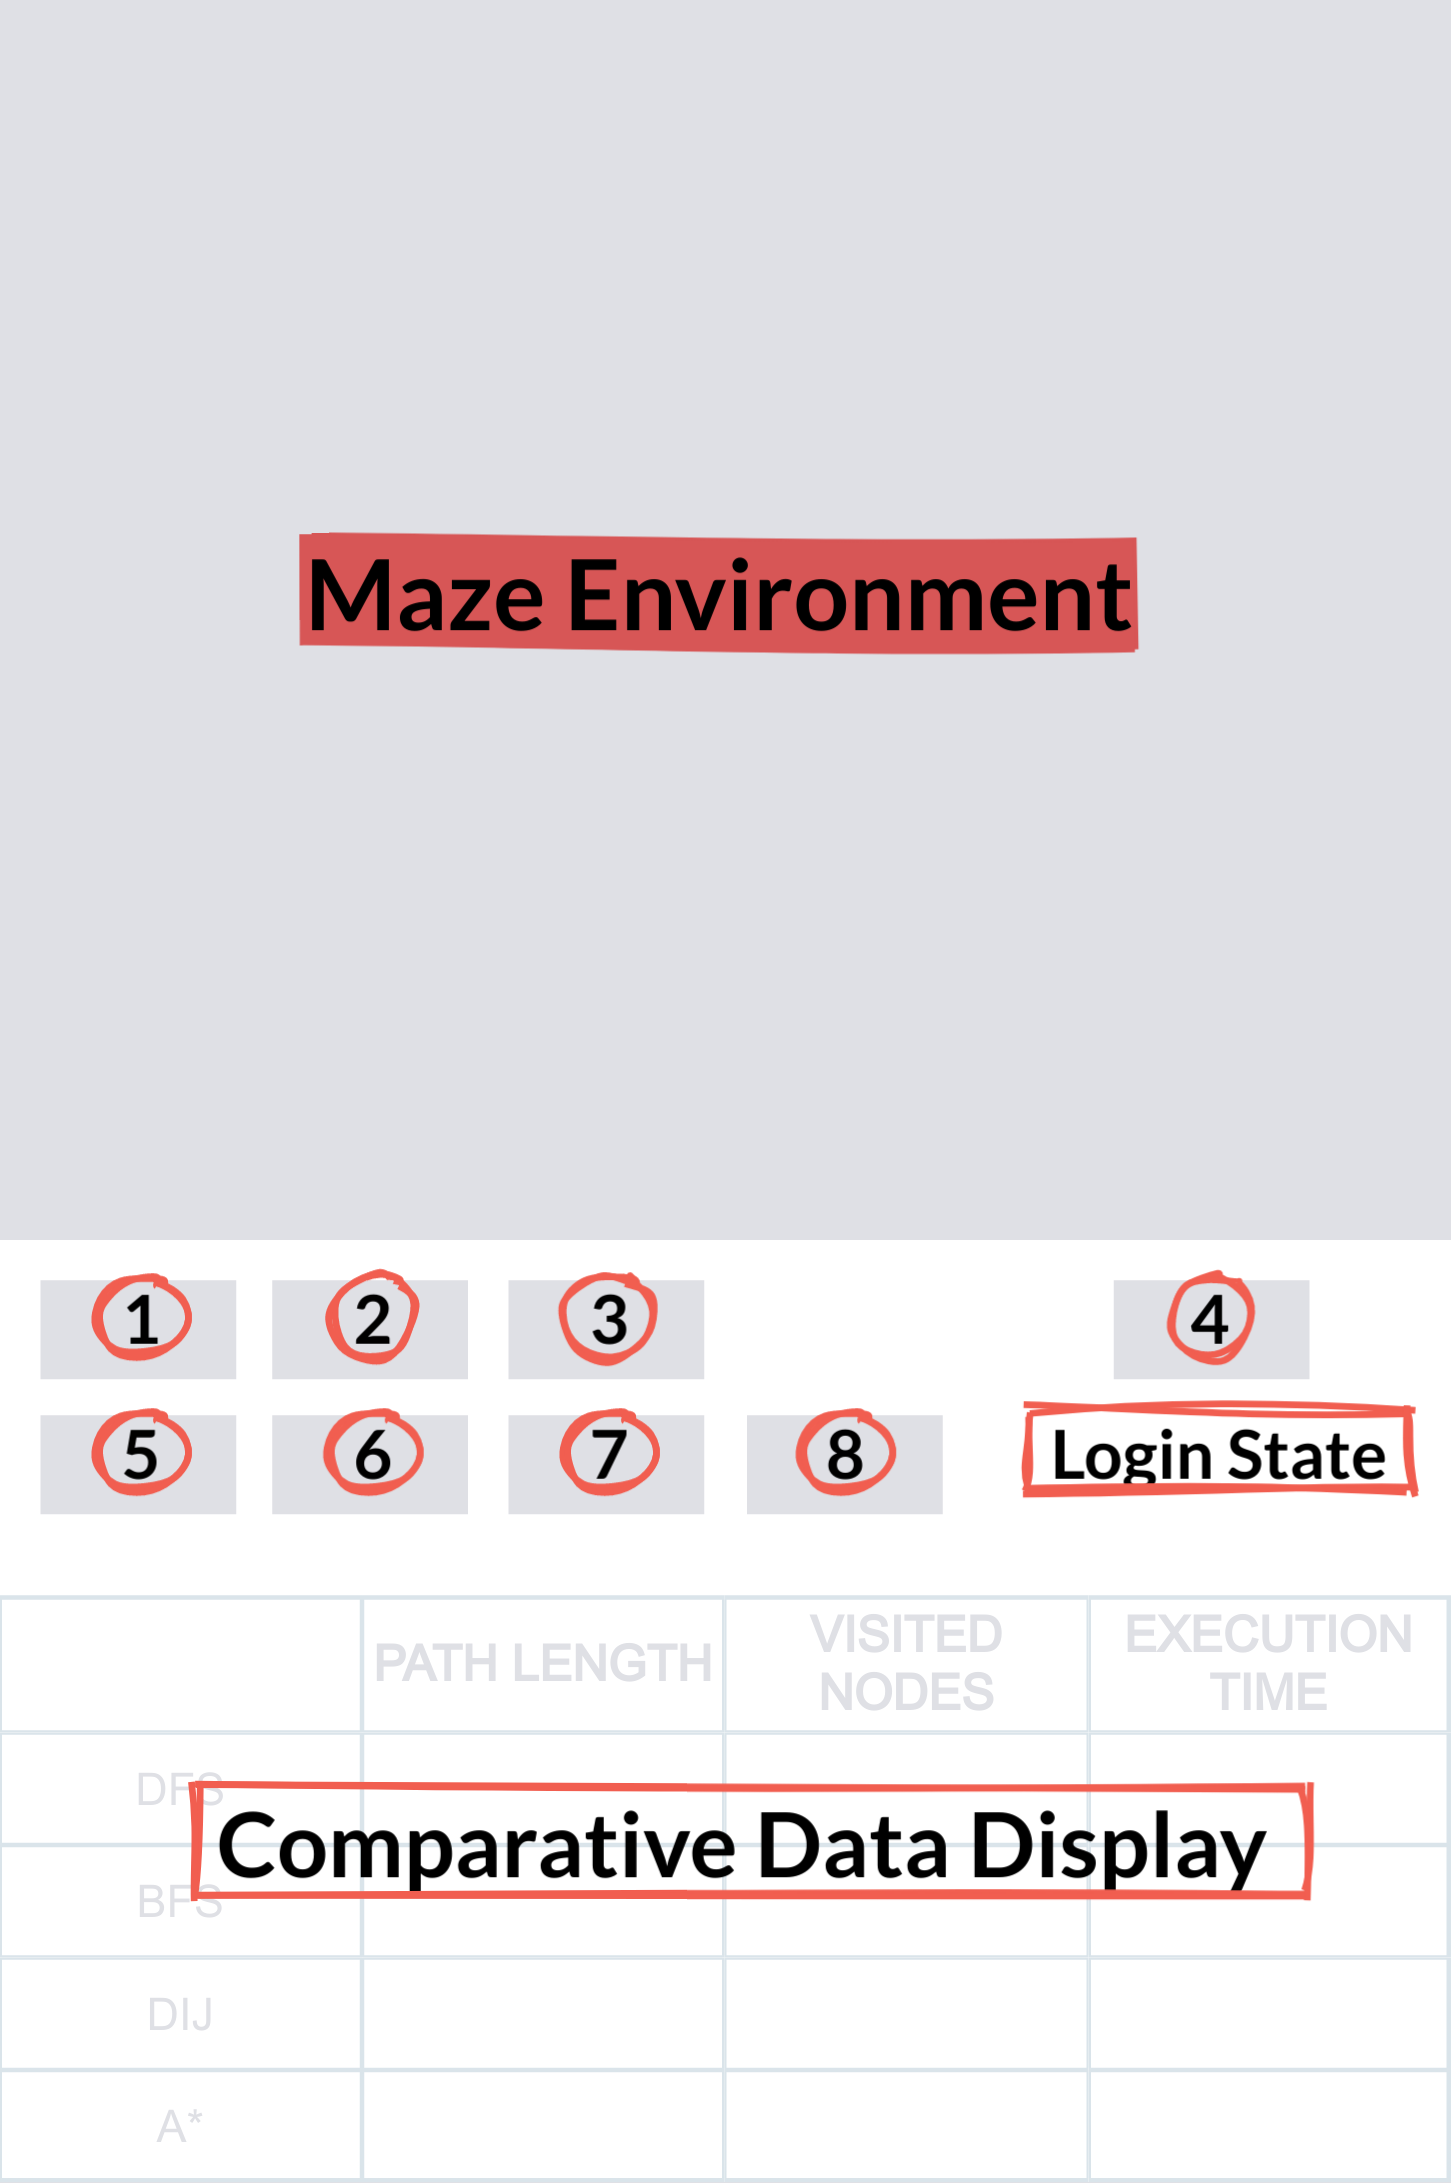 Maze Environment
1 2 3 4
5 6 7 8 Login State
PATH LENGTH VISITED NODES EXECUTION TIME
DFS
Comparative Data Display
BFS
DIJ
A*